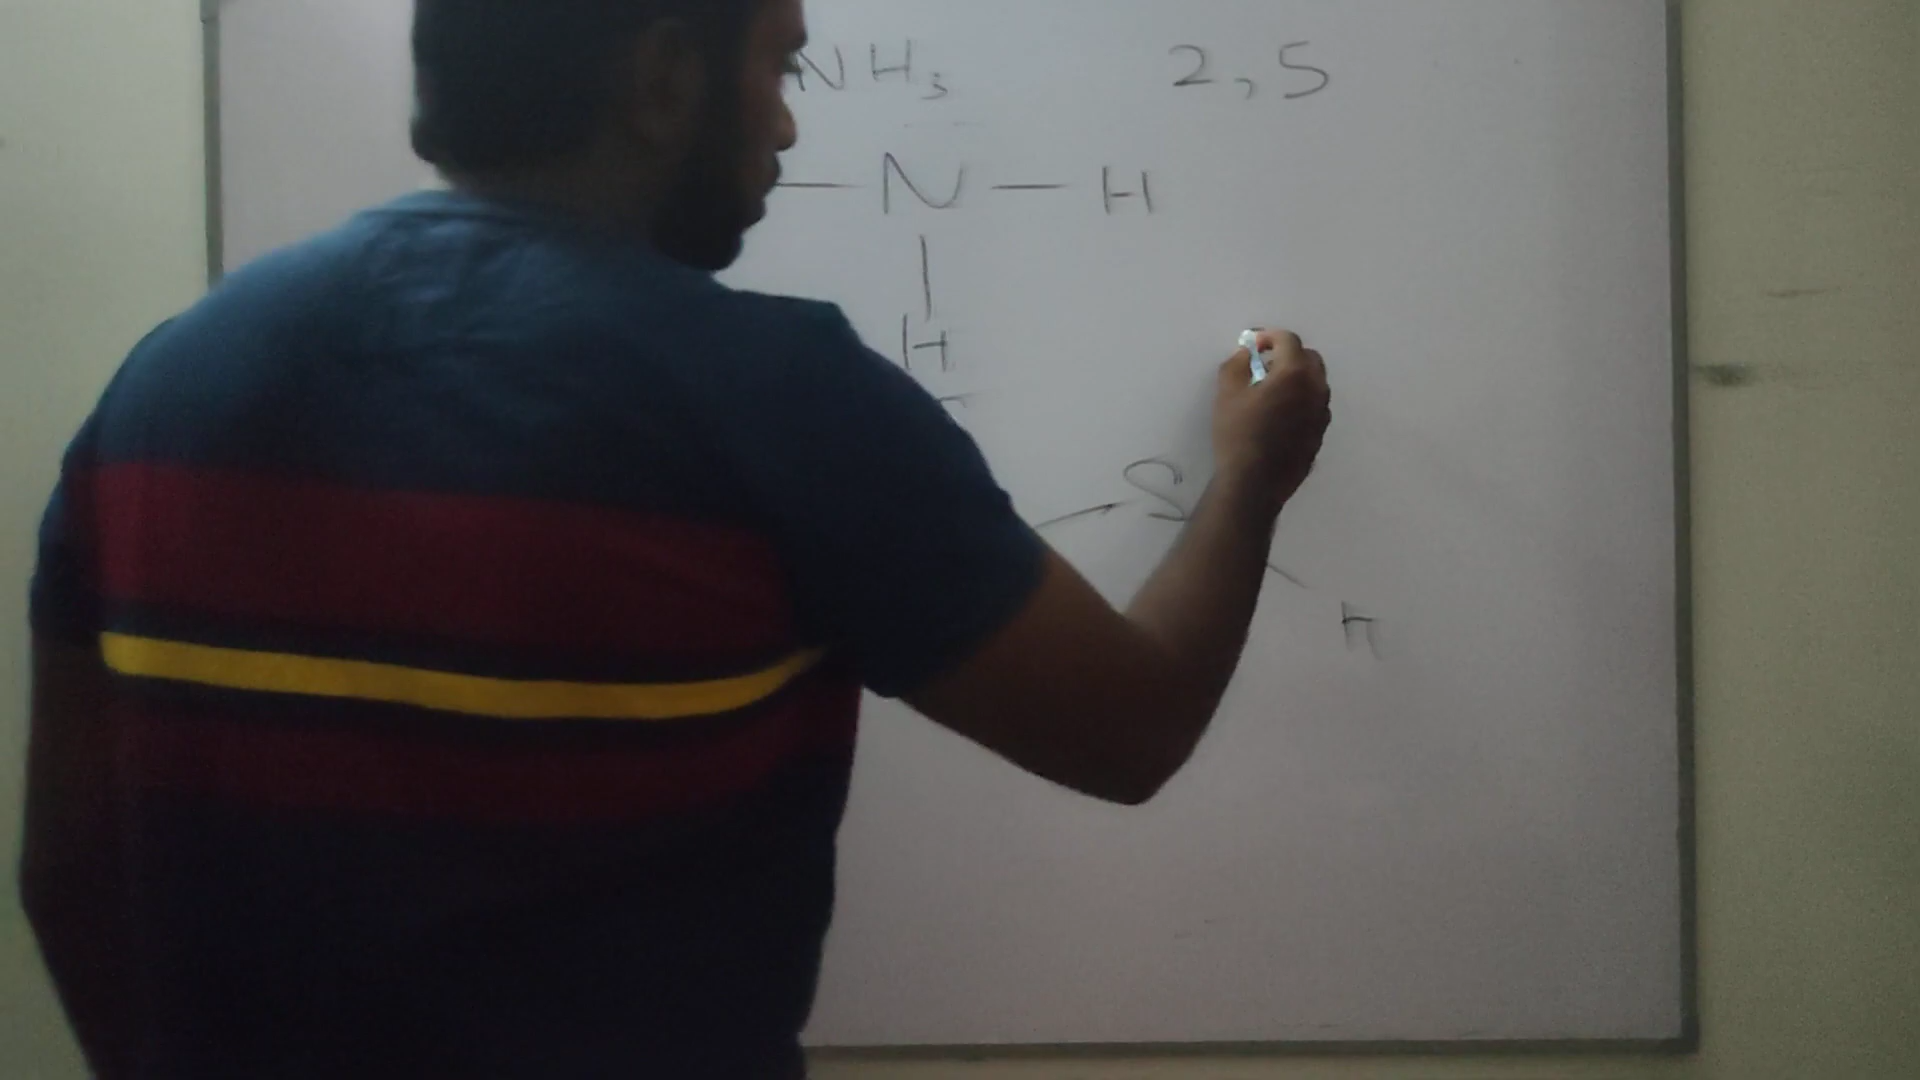 NH₃ 2,5
— N — H
|
H
S
H